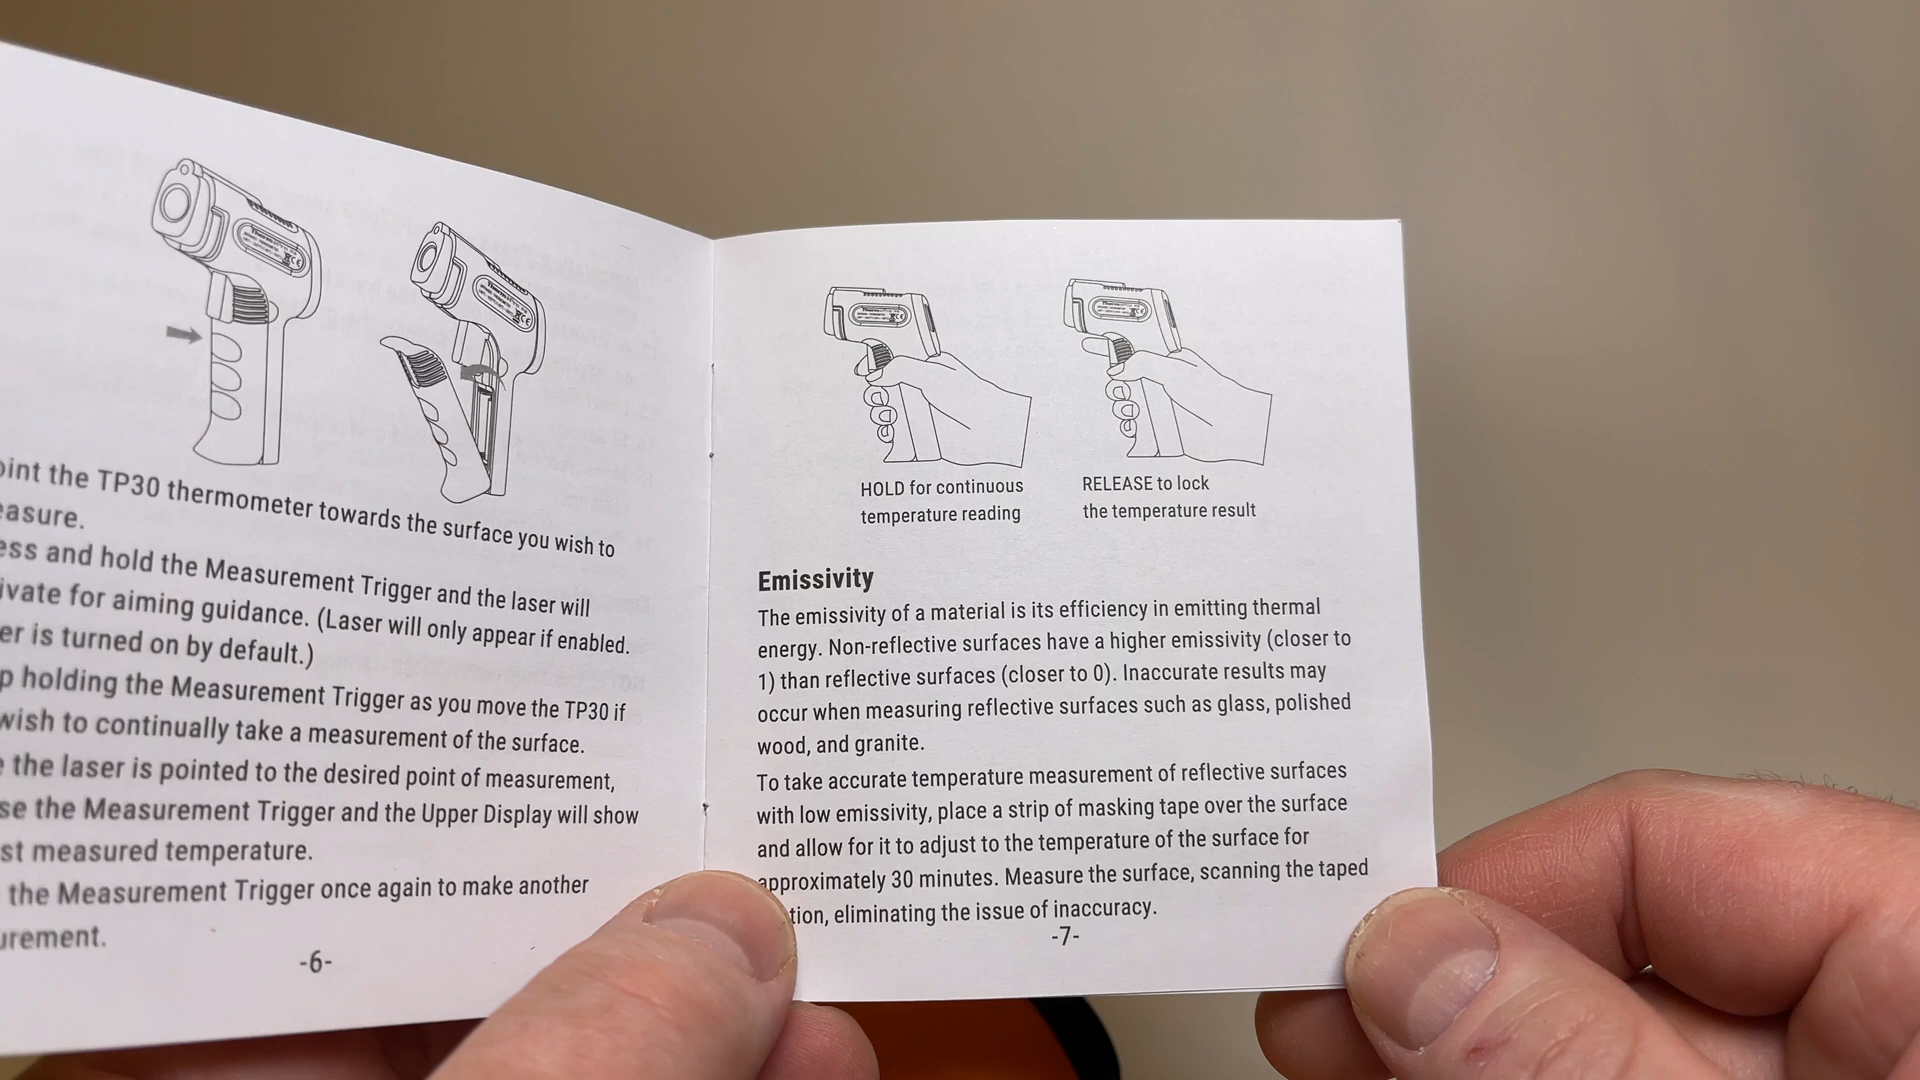 oint the TP30 thermometer towards the surface you wish to
easure.
ess and hold the Measurement Trigger and the laser will
ivate for aiming guidance. (Laser will only appear if enabled.
er is turned on by default.)
p holding the Measurement Trigger as you move the TP30 if
wish to continually take a measurement of the surface.
e the laser is pointed to the desired point of measurement,
se the Measurement Trigger and the Upper Display will show
st measured temperature.
the Measurement Trigger once again to make another
urement.
-6-
HOLD for continuous
temperature reading
RELEASE to lock
the temperature result
Emissivity
The emissivity of a material is its efficiency in emitting thermal
energy. Non-reflective surfaces have a higher emissivity (closer to
1) than reflective surfaces (closer to 0). Inaccurate results may
occur when measuring reflective surfaces such as glass, polished
wood, and granite.
To take accurate temperature measurement of reflective surfaces
with low emissivity, place a strip of masking tape over the surface
and allow for it to adjust to the temperature of the surface for
approximately 30 minutes. Measure the surface, scanning the taped
tion, eliminating the issue of inaccuracy.
-7-